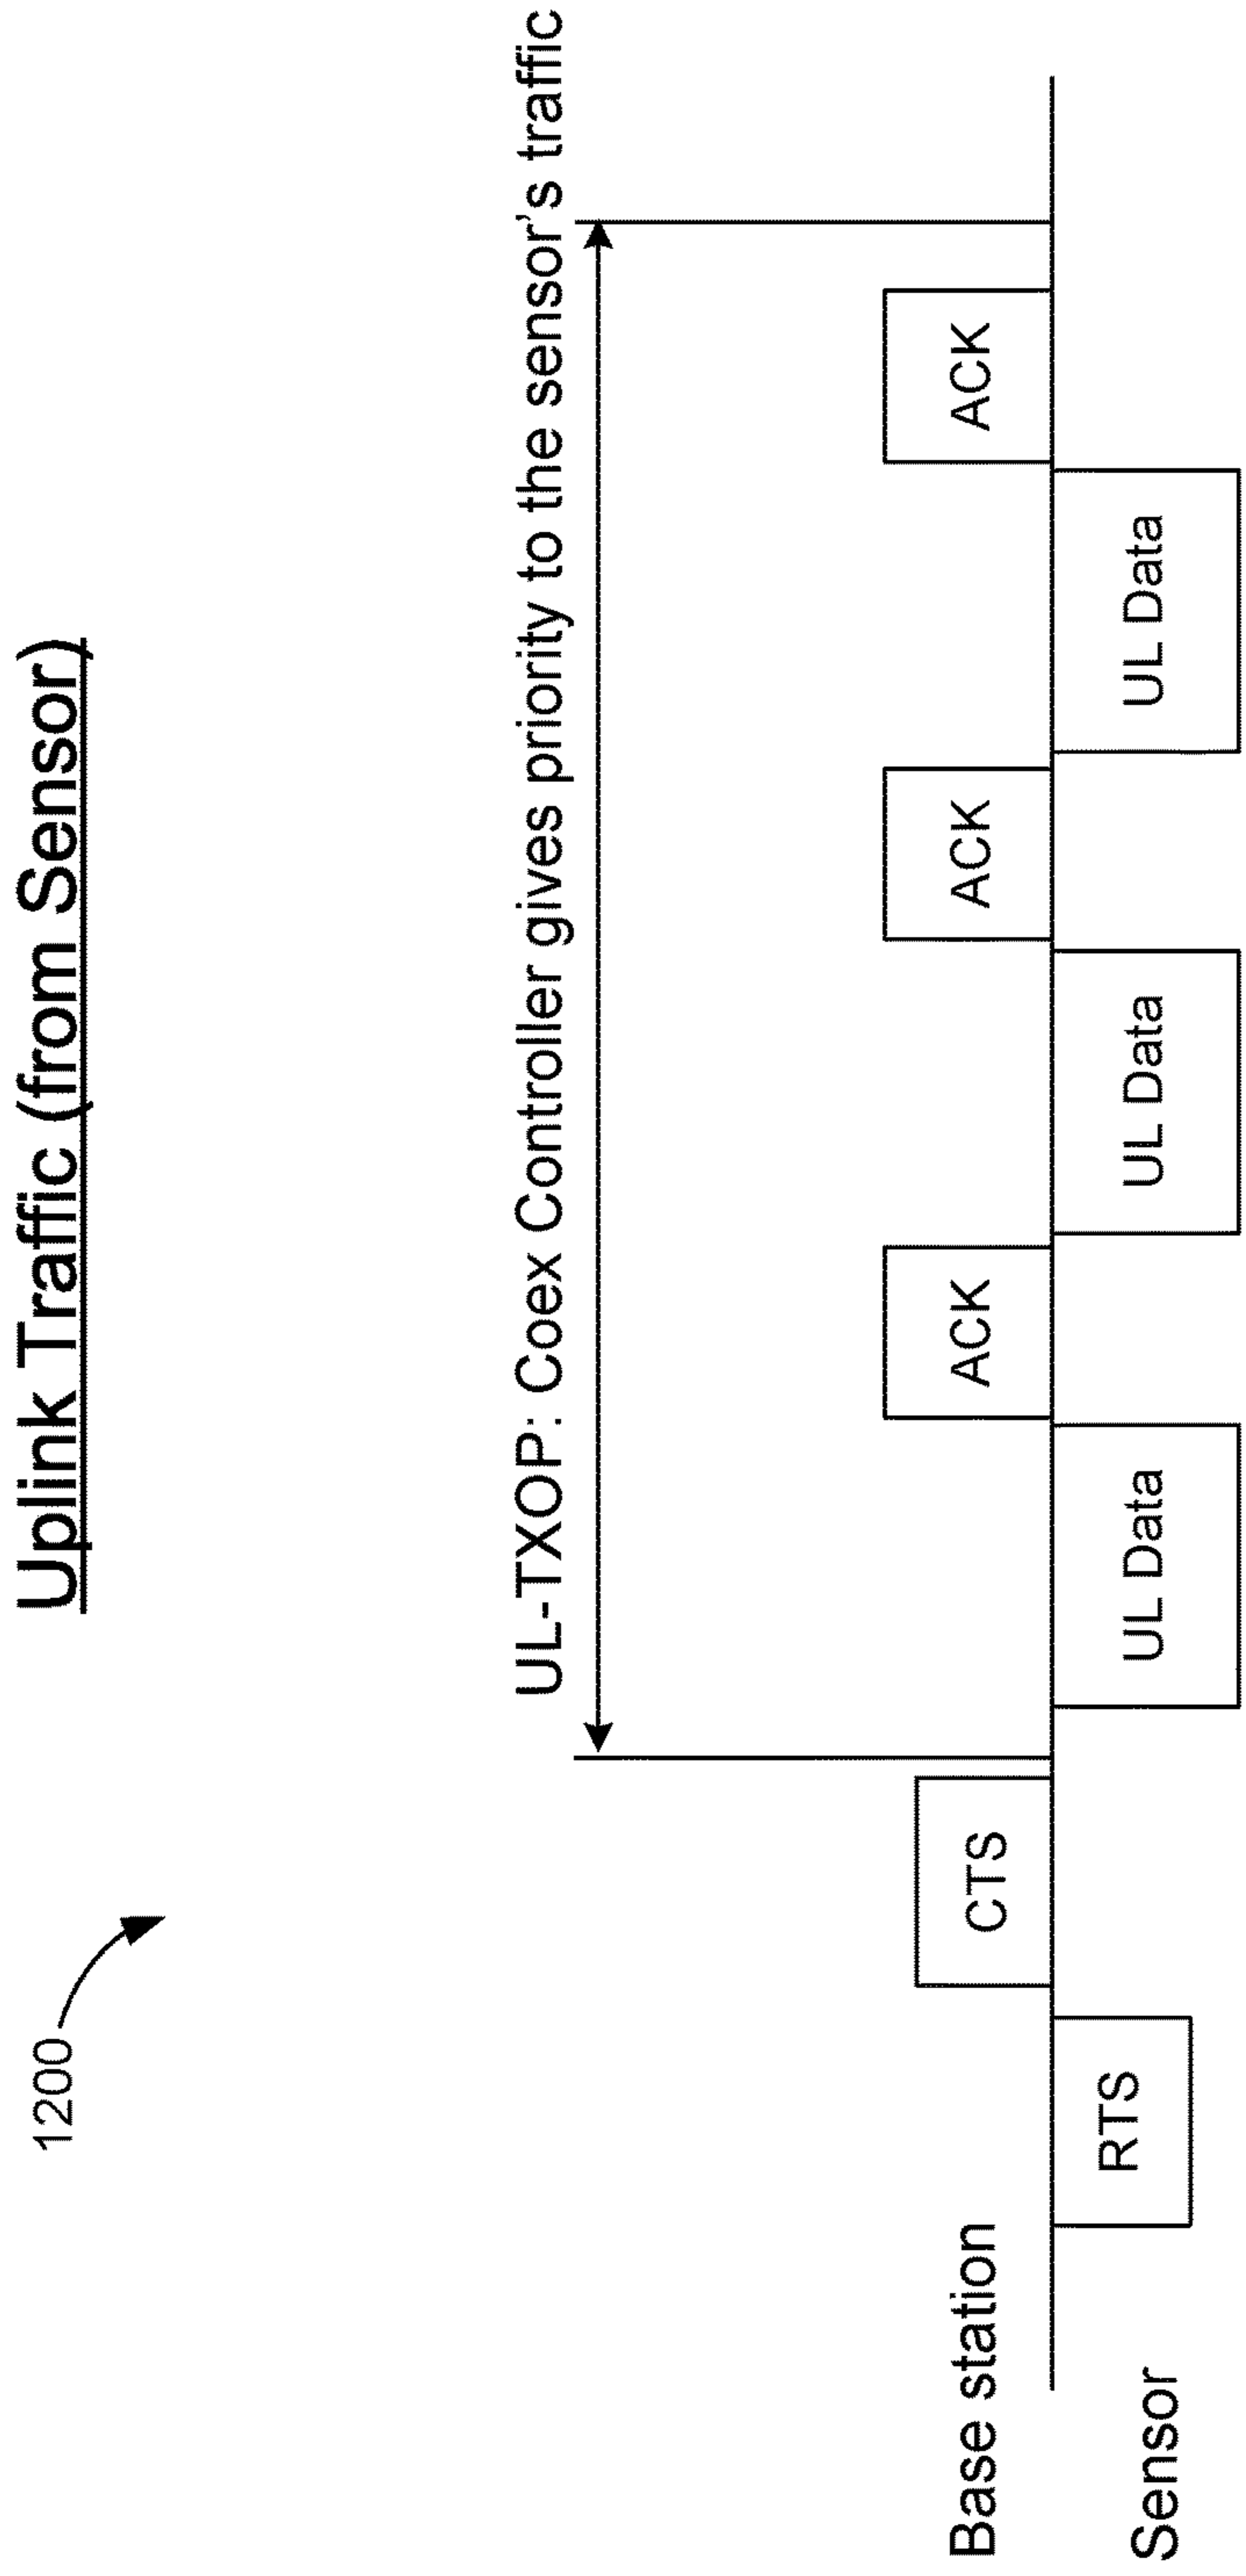 Uplink Traffic (from Sensor)
1200
UL-TXOP: Coex Controller gives priority to the sensor's traffic
Base station
CTS
ACK
ACK
ACK
Sensor
RTS
UL Data
UL Data
UL Data